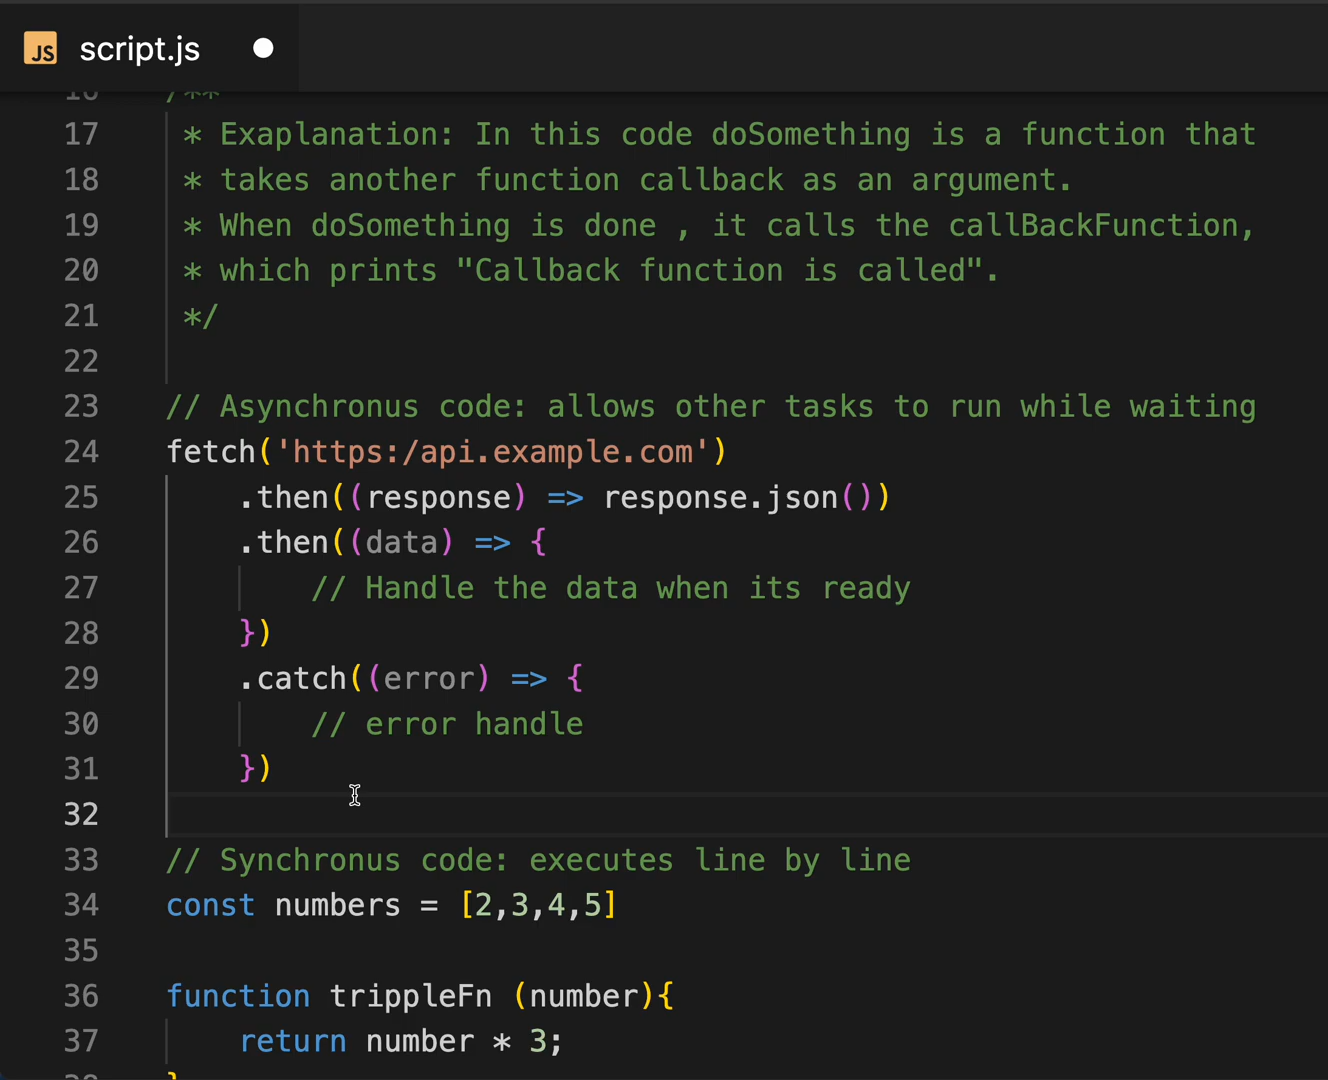 JS script.js
16 /**
17 * Exaplanation: In this code doSomething is a function that
18 * takes another function callback as an argument.
19 * When doSomething is done , it calls the callBackFunction,
20 * which prints "Callback function is called".
21 */
22
23 // Asynchronus code: allows other tasks to run while waiting
24 fetch('https:/api.example.com')
25 .then((response) => response.json())
26 .then((data) => {
27 // Handle the data when its ready
28 })
29 .catch((error) => {
30 // error handle
31 })
32
33 // Synchronus code: executes line by line
34 const numbers = [2,3,4,5]
35
36 function trippleFn (number){
37 return number * 3;
38 }